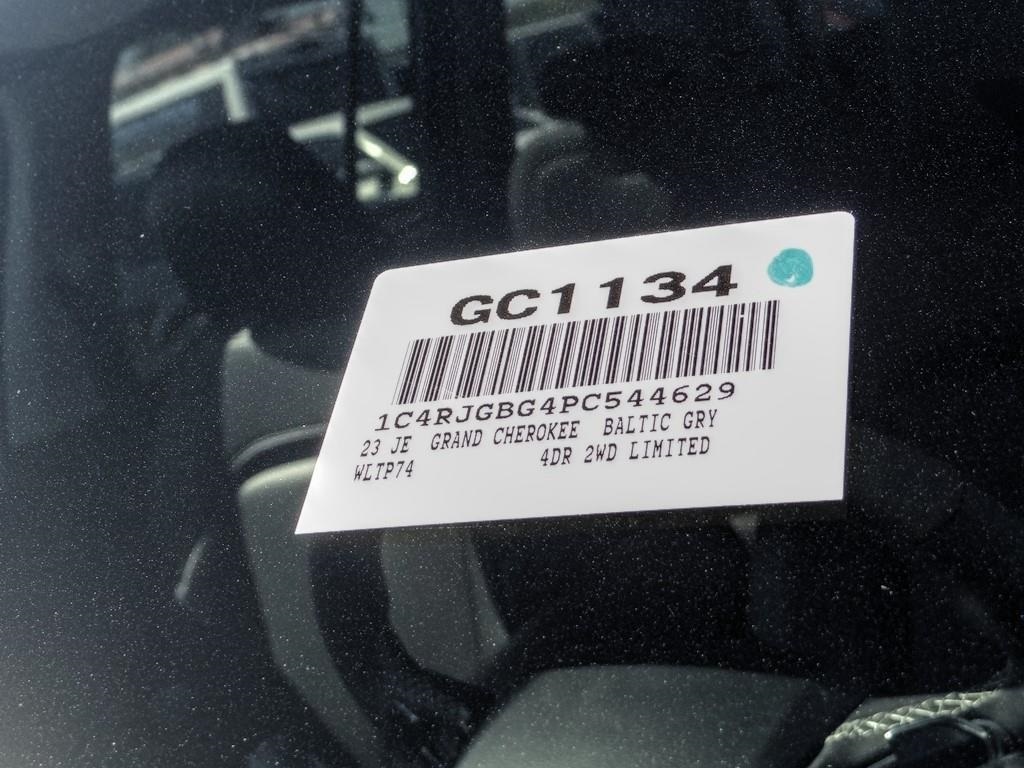 GC1134
1C4RJGBG4PC544629
23 JE GRAND CHEROKEE BALTIC GRY
WLTP74 4DR 2WD LIMITED